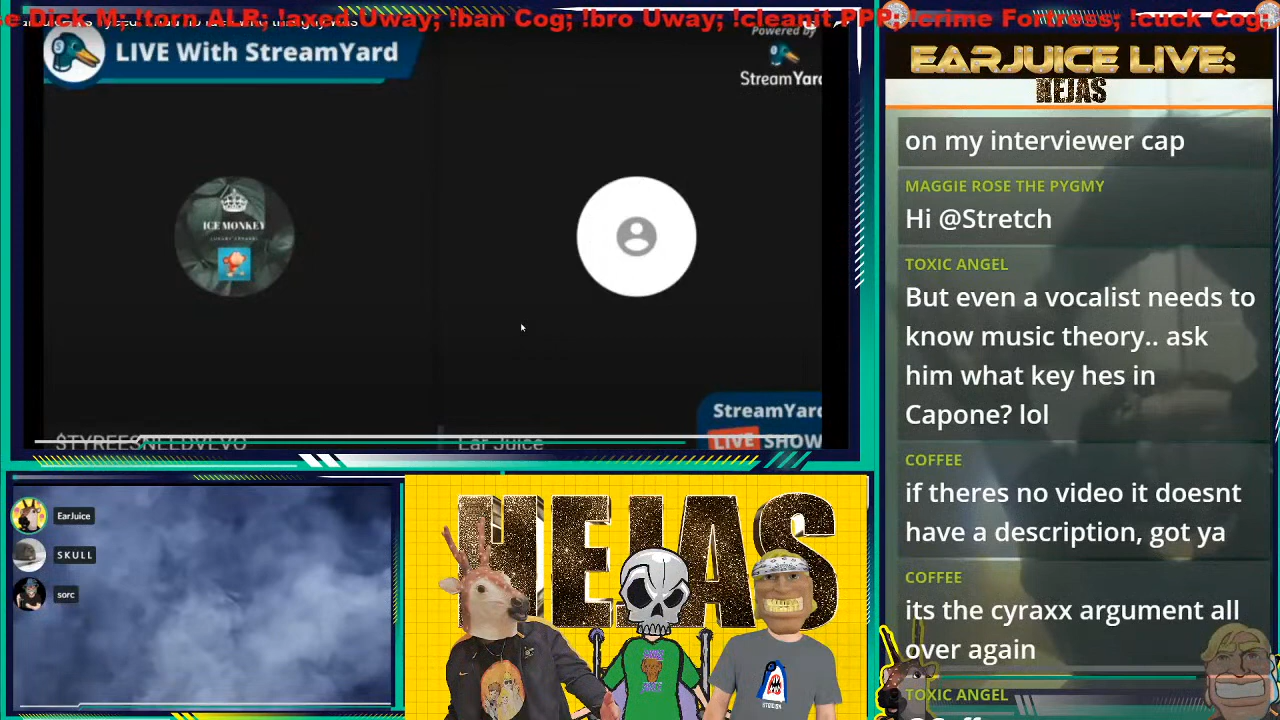 e Dick Ma!ton ALR; !axed Uway; !ban Cog; !bro Uway; !cleanit PPP; !crime Fortress; !cuck Cog;
LIVE With StreamYard
Powered by
StreamYard
ICE MONKEY
$TYREESNEEDVEVO
Ear Juice
StreamYard
LIVE SHOW
EARJUICE LIVE:
HEJAS
on my interviewer cap
MAGGIE ROSE THE PYGMY
Hi @Stretch
TOXIC ANGEL
But even a vocalist needs to
know music theory.. ask
him what key hes in
Capone? lol
COFFEE
if theres no video it doesnt
have a description, got ya
COFFEE
its the cyraxx argument all
over again
TOXIC ANGEL
EarJuice
SKULL
sorc
HEJAS